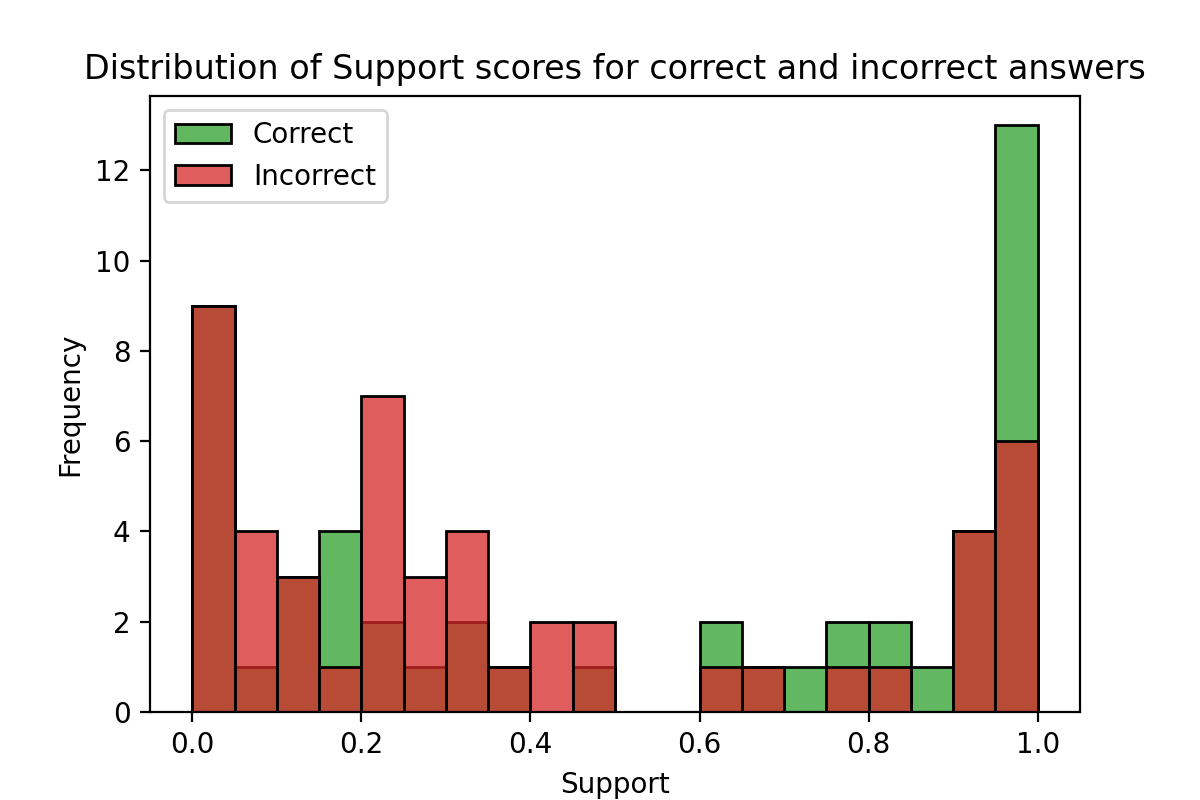 Distribution of Support scores for correct and incorrect answers
Correct
Incorrect
12
10
8
6
4
2
0
Frequency
0.0 0.2 0.4 0.6 0.8 1.0
Support